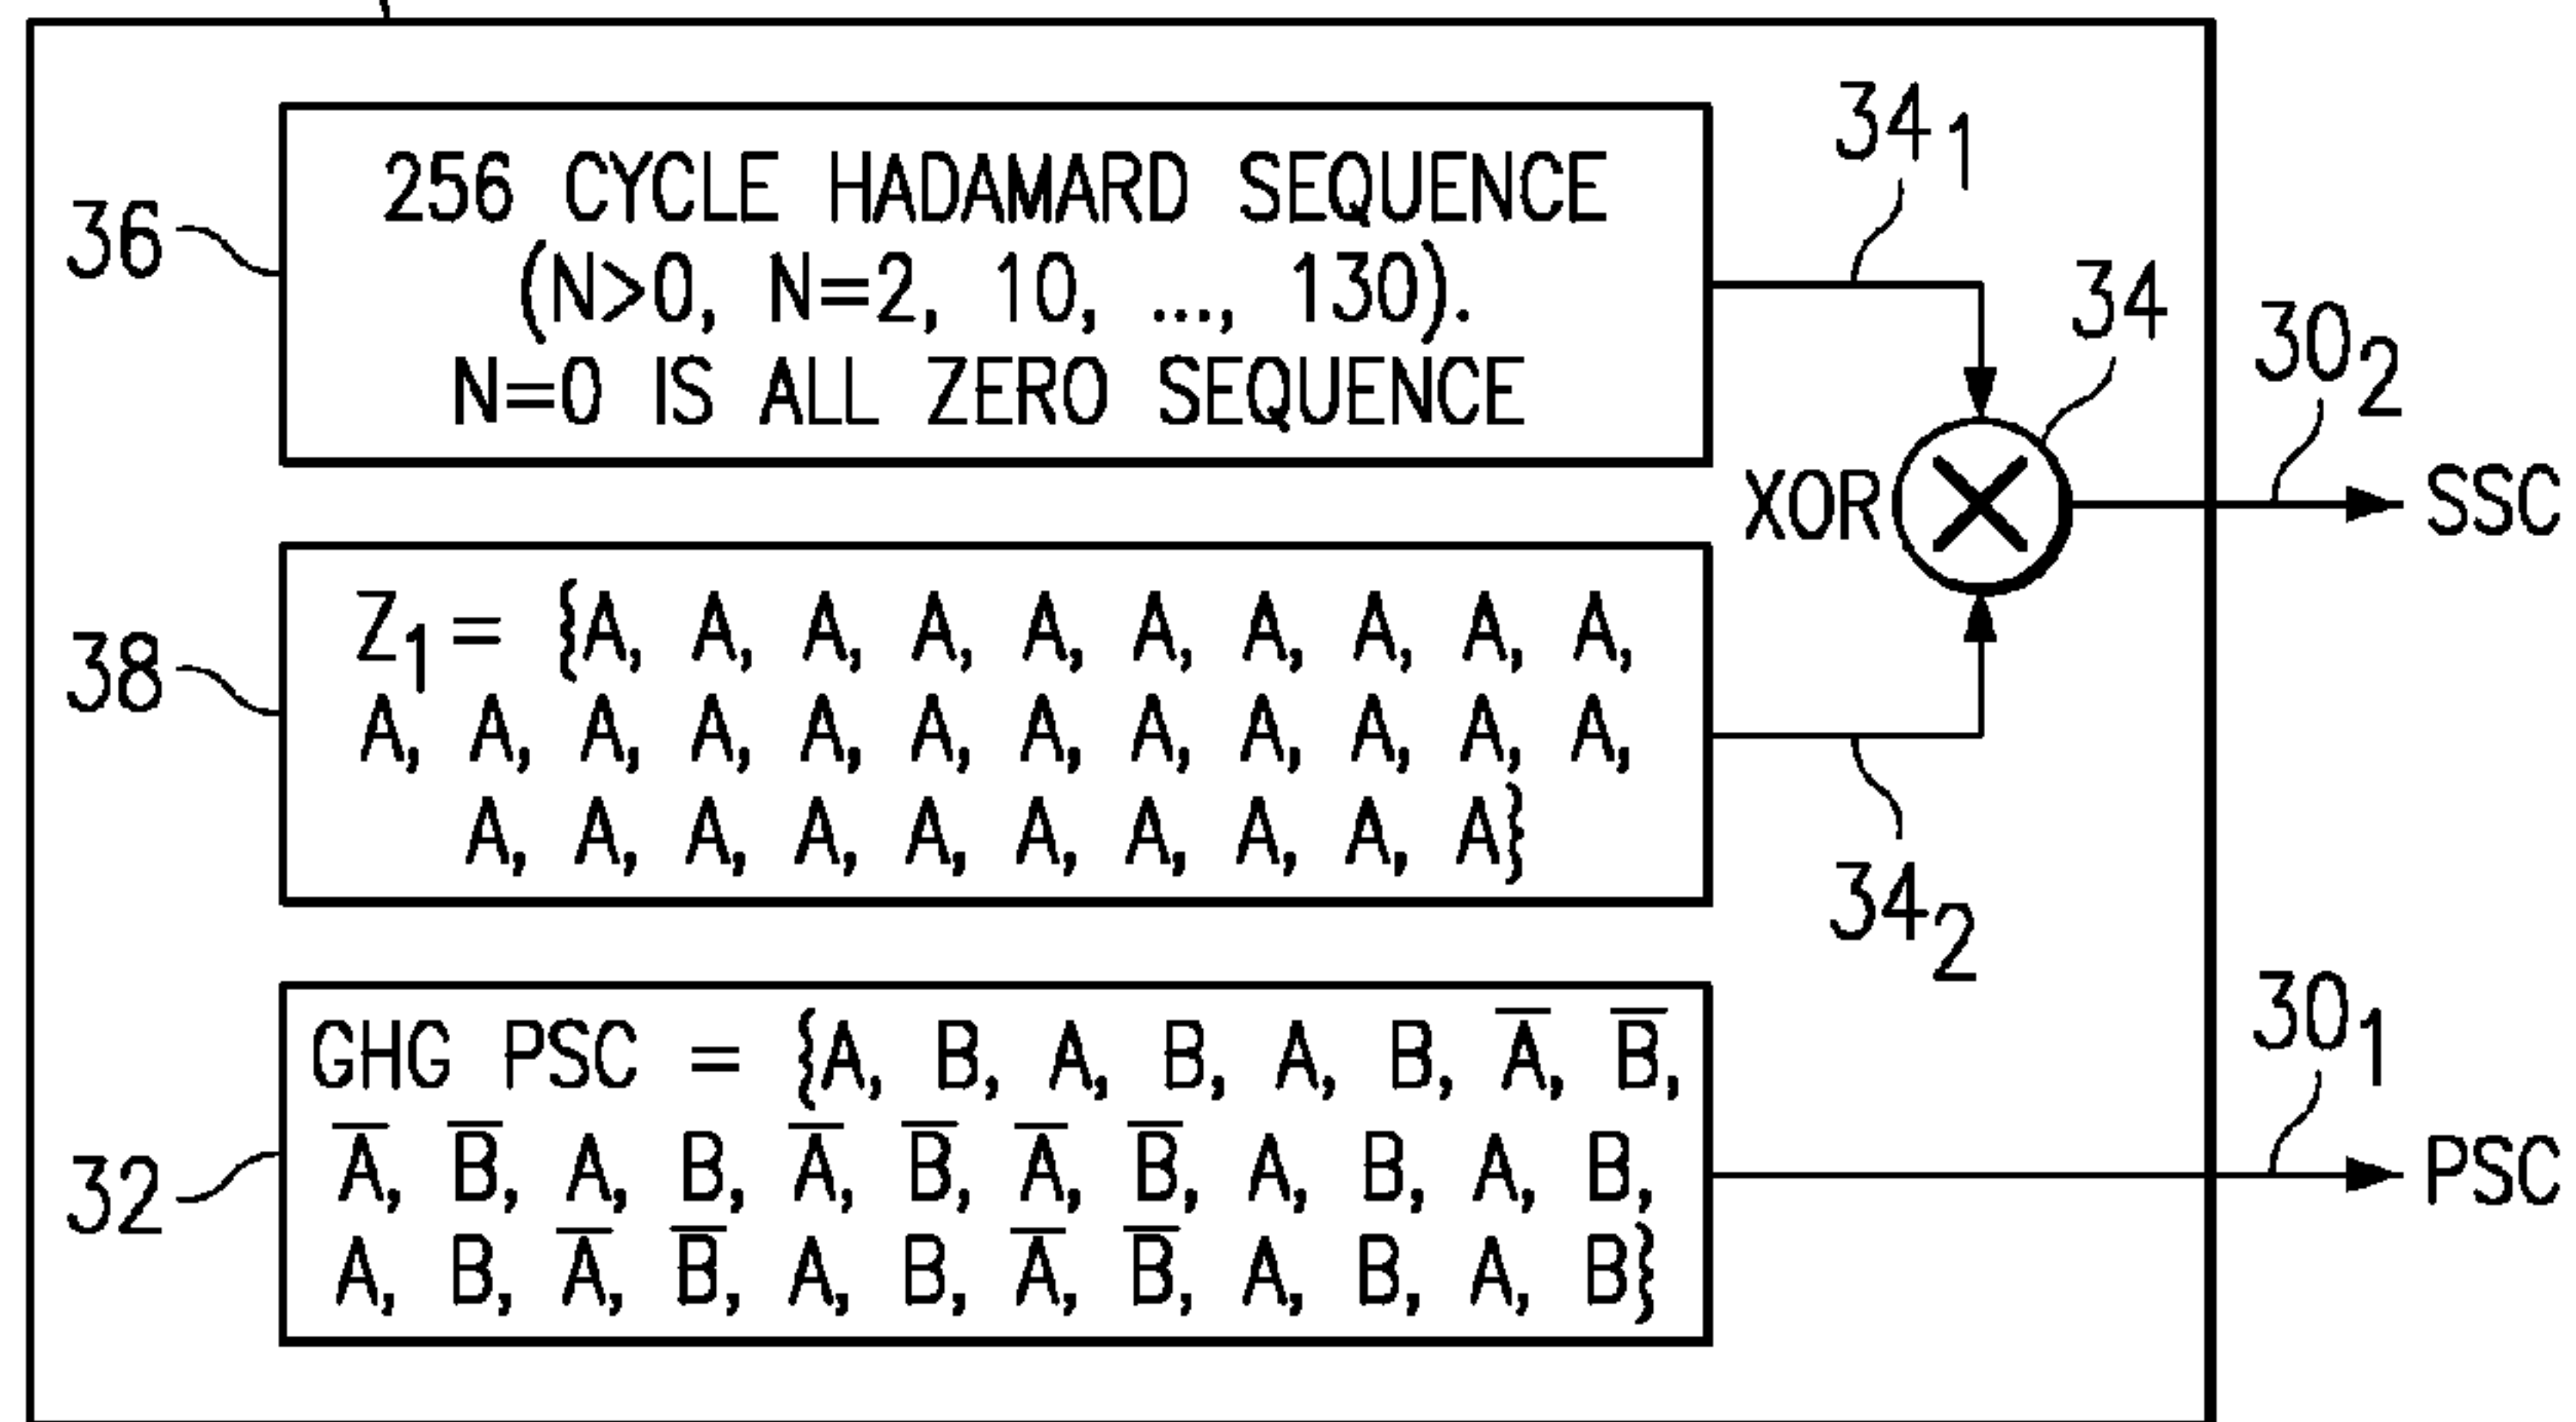 36
256 CYCLE HADAMARD SEQUENCE
(N>0, N=2, 10, ..., 130).
N=0 IS ALL ZERO SEQUENCE
34₁
34
XOR
30₂
SSC
38
Z₁= {A, A, A, A, A, A, A, A, A, A,
A, A, A, A, A, A, A, A, A, A, A, A,
A, A, A, A, A, A, A, A, A, A}
34₂
32
GHG PSC = {A, B, A, B, A, B, A̅, B̅,
A̅, B̅, A, B, A̅, B̅, A̅, B̅, A, B, A, B,
A, B, A̅, B̅, A, B, A̅, B̅, A, B, A, B}
30₁
PSC